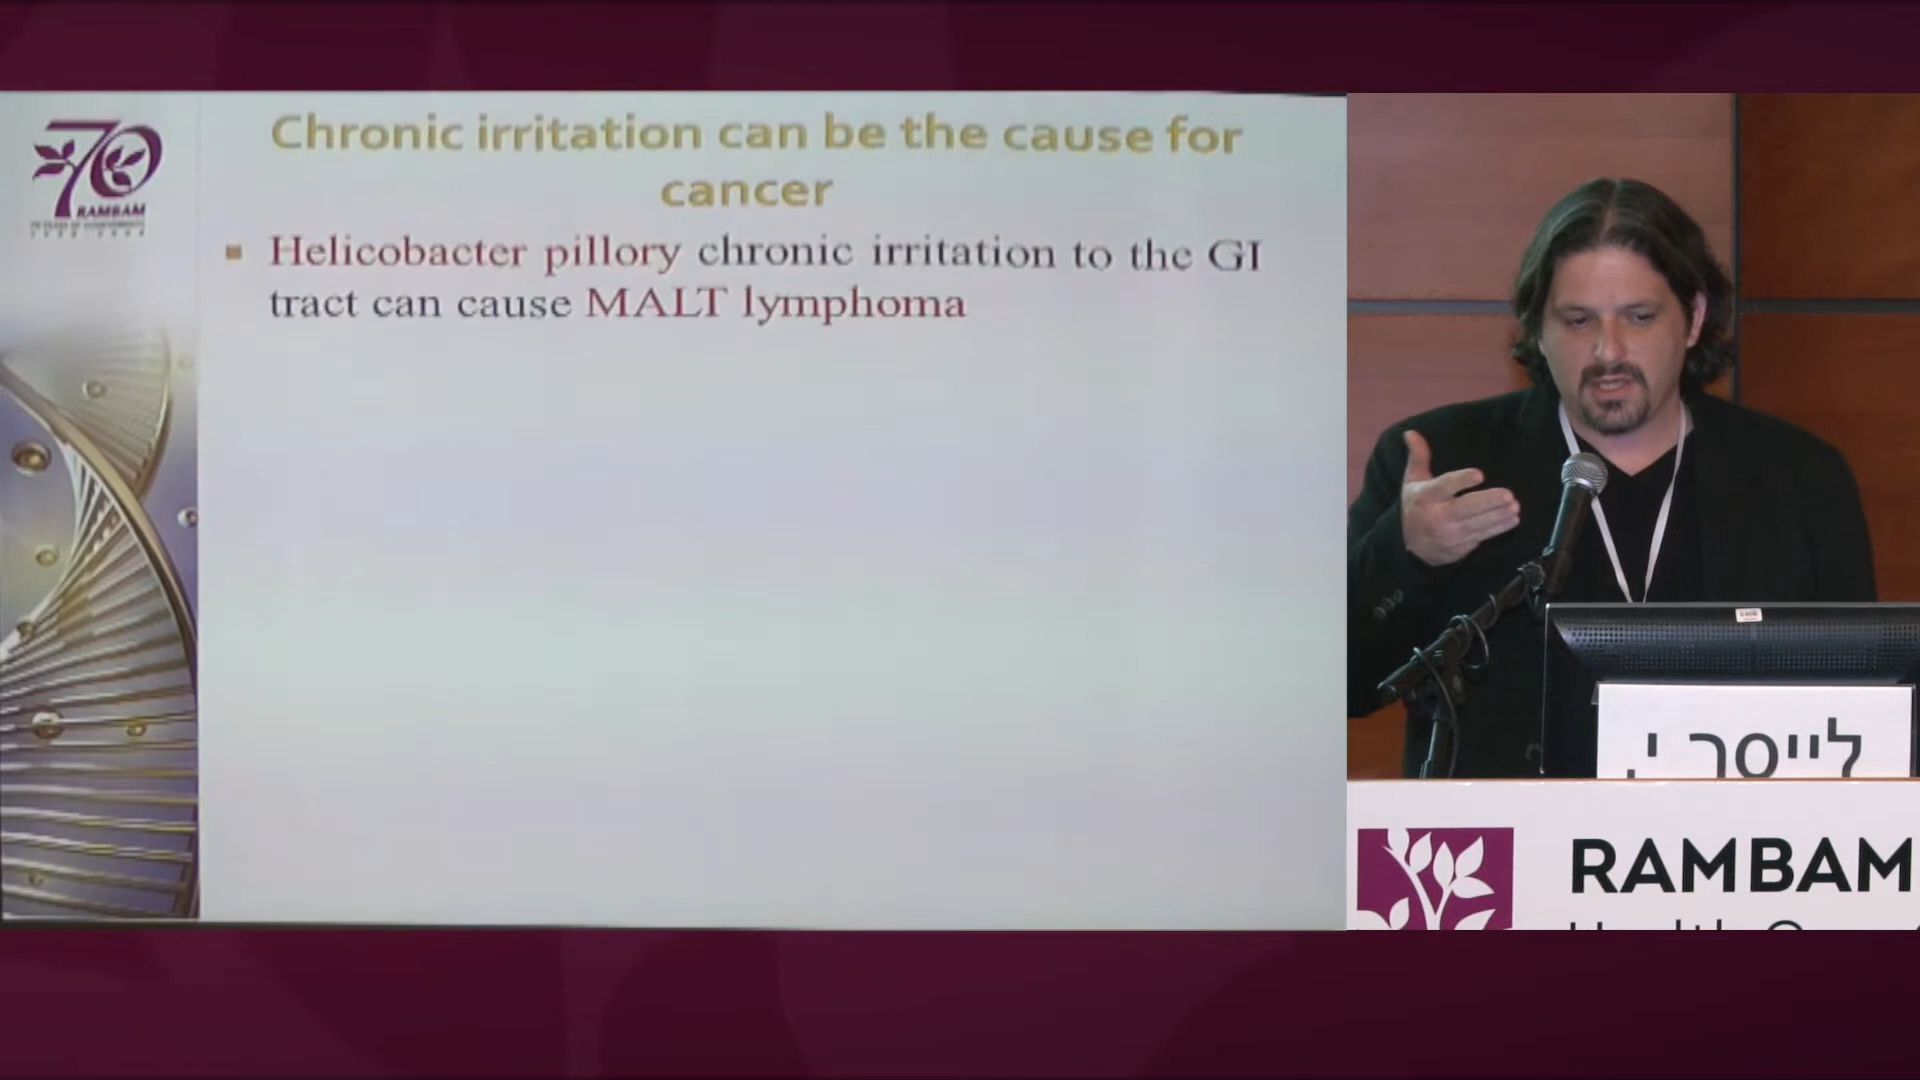 Chronic irritation can be the cause for
cancer
Helicobacter pillory chronic irritation to the GI
tract can cause MALT lymphoma
70
RAMBAM
לייסר י.
RAMBAM